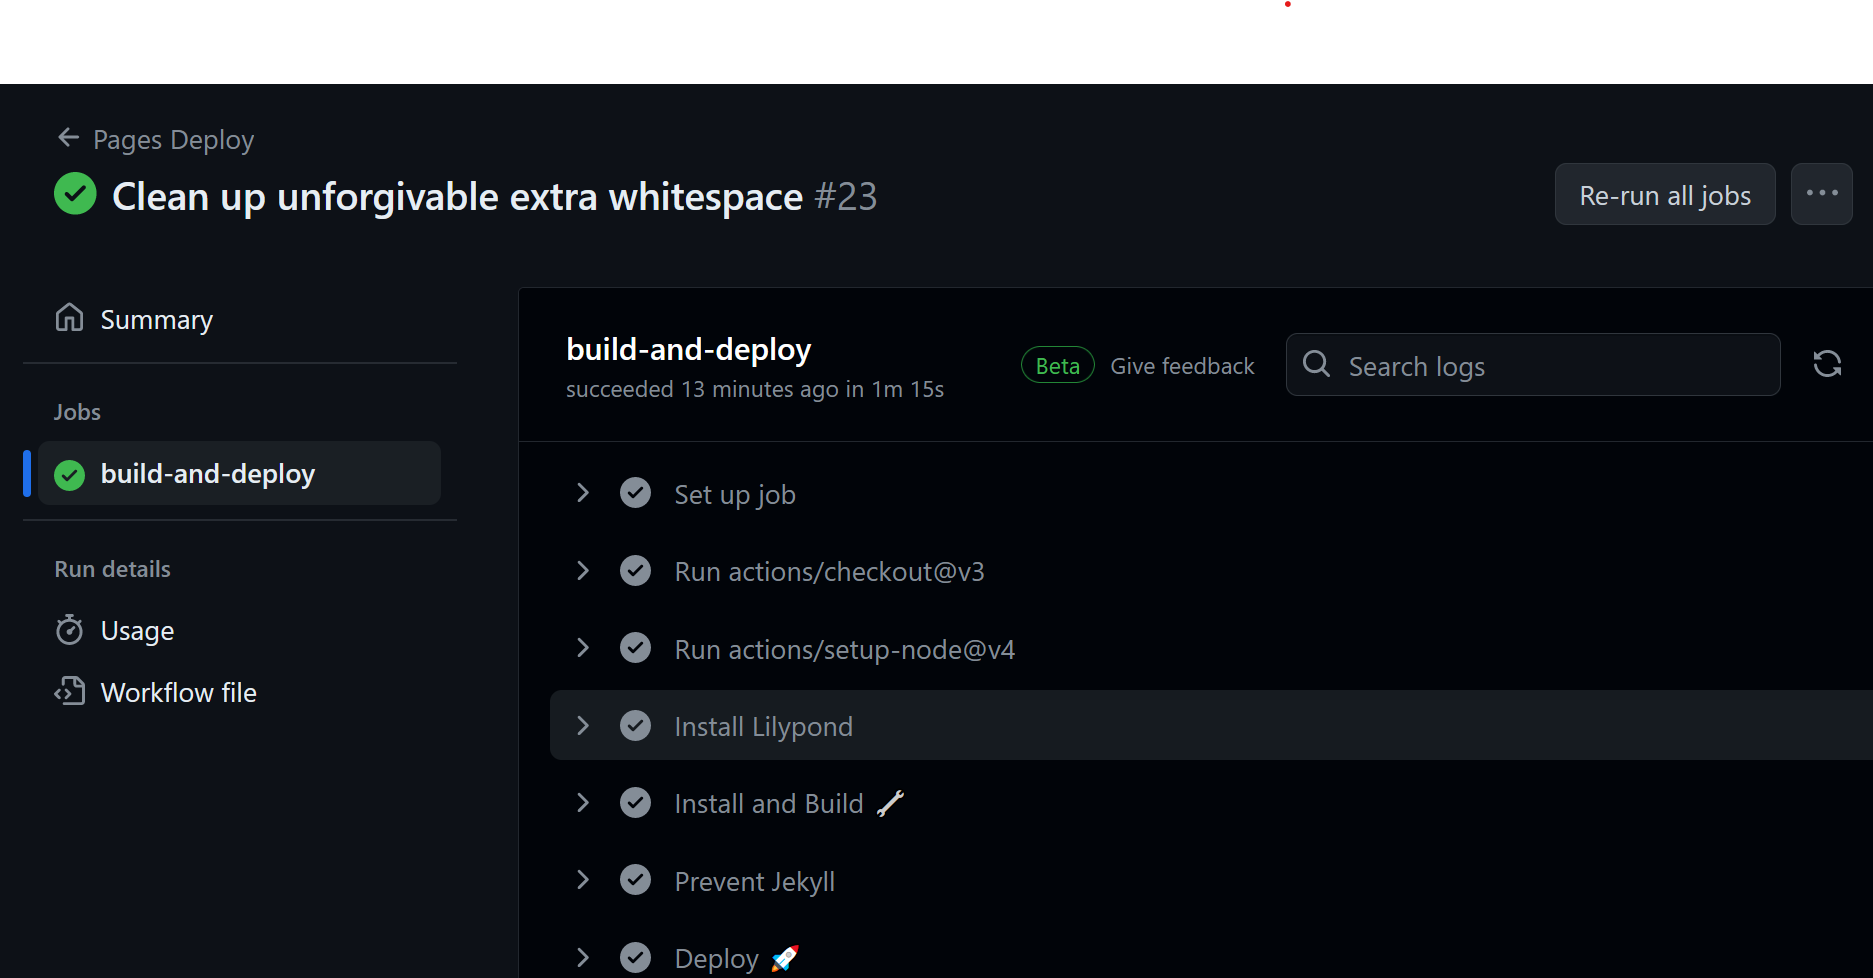 Pages Deploy
Clean up unforgivable extra whitespace #23
Re-run all jobs
Summary
Jobs
build-and-deploy
Run details
Usage
Workflow file
build-and-deploy
succeeded 13 minutes ago in 1m 15s
Beta
Give feedback
Search logs
Set up job
Run actions/checkout@v3
Run actions/setup-node@v4
Install Lilypond
Install and Build 🔧
Prevent Jekyll
Deploy 🚀